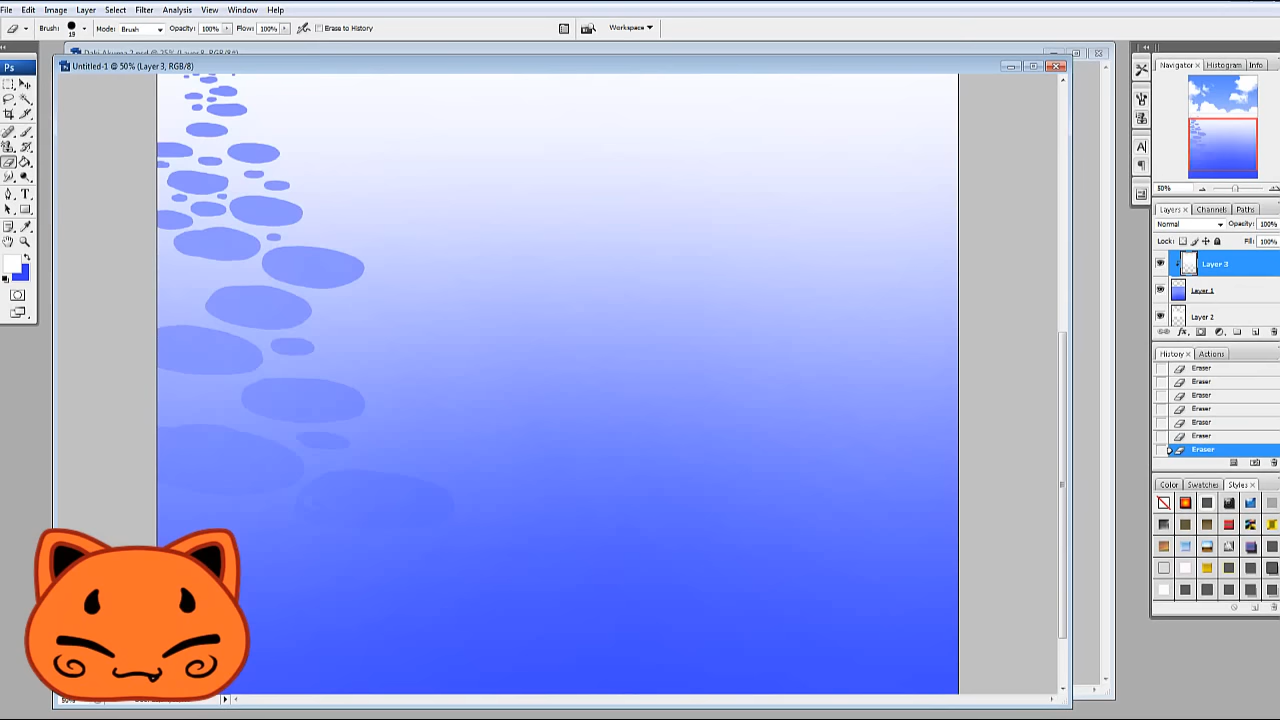 File Edit Image Layer Select Filter Analysis View Window Help
Brush: 19 Mode: Brush Opacity: 100% Flow: 100% Erase to History Workspace
Untitled-1 @ 50% (Layer 3, RGB/8)
Ps
Navigator Histogram Info
50%
Layers Channels Paths
Normal Opacity: 100%
Lock: Fill: 100%
Layer 3
Layer 1
Layer 2
History Actions
Eraser
Eraser
Eraser
Eraser
Eraser
Eraser
Eraser
Color Swatches Styles
50%